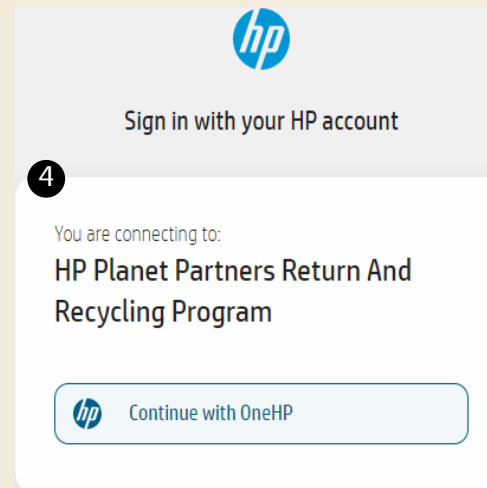 hp
Sign in with your HP account
4
You are connecting to:
HP Planet Partners Return And
Recycling Program
hp Continue with OneHP